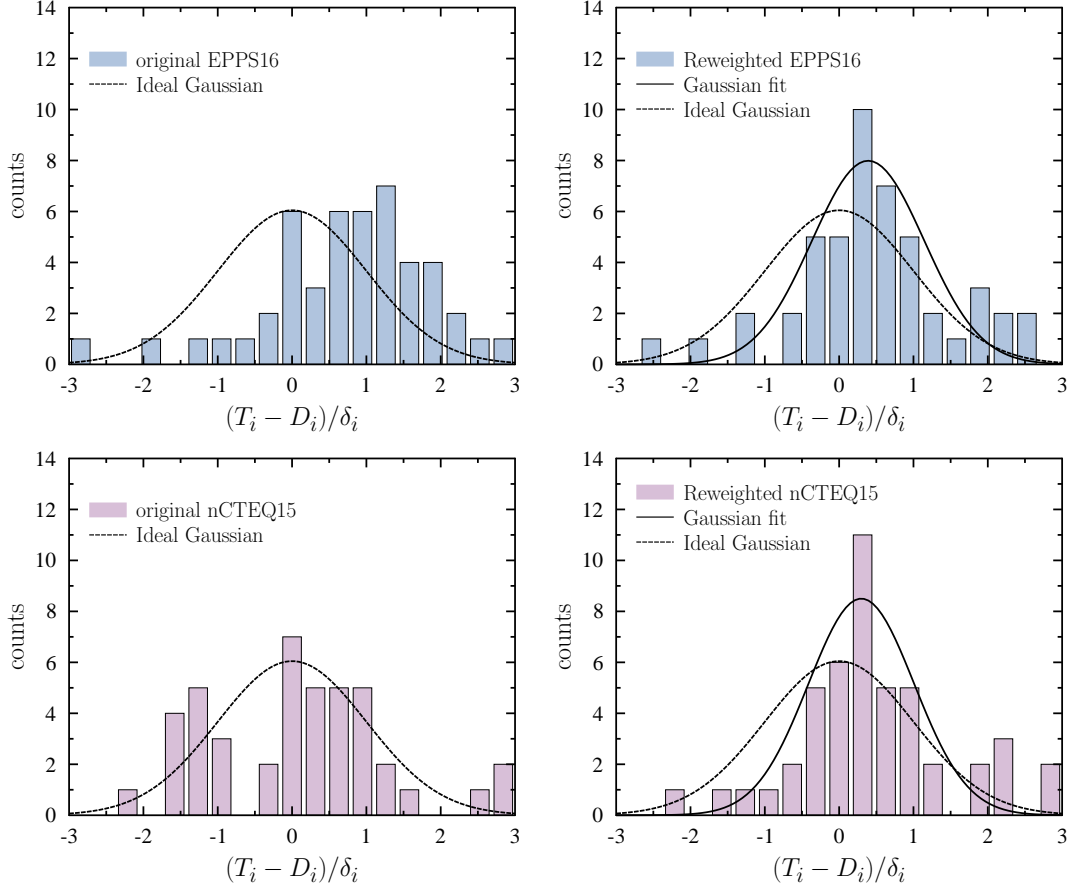 14
12
10
8
6
4
2
0
counts
original EPPS16
Ideal Gaussian
-3 -2 -1 0 1 2 3
(T_i − D_i)/δ_i
14
12
10
8
6
4
2
0
counts
Reweighted EPPS16
Gaussian fit
Ideal Gaussian
-3 -2 -1 0 1 2 3
(T_i − D_i)/δ_i
14
12
10
8
6
4
2
0
counts
original nCTEQ15
Ideal Gaussian
-3 -2 -1 0 1 2 3
(T_i − D_i)/δ_i
14
12
10
8
6
4
2
0
counts
Reweighted nCTEQ15
Gaussian fit
Ideal Gaussian
-3 -2 -1 0 1 2 3
(T_i − D_i)/δ_i